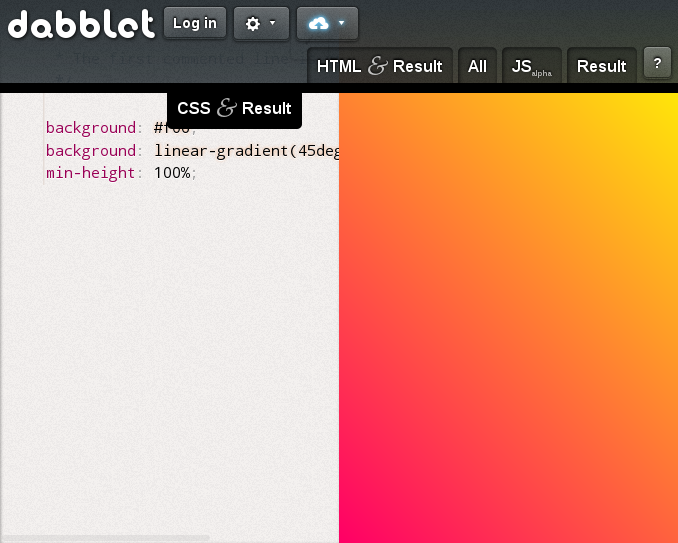 dabblet
Log in
The first commented line
HTML & Result
All
JS alpha
Result
?
CSS & Result
background: #f06;
background: linear-gradient(45deg
min-height: 100%;